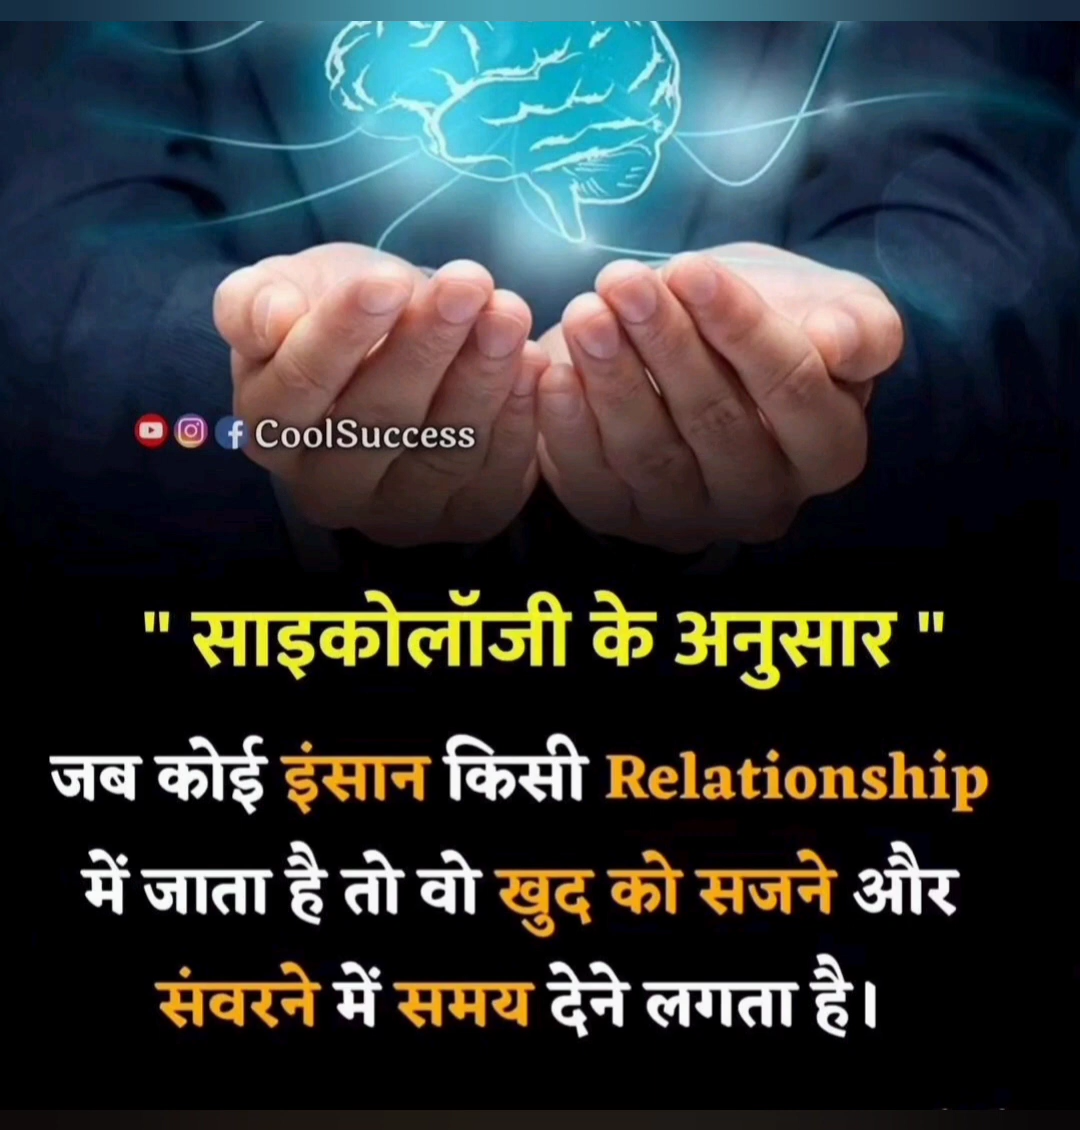 CoolSuccess
" साइकोलॉजी के अनुसार "
जब कोई इंसान किसी Relationship
में जाता है तो वो खुद को सजने और
संवरने में समय देने लगता है।